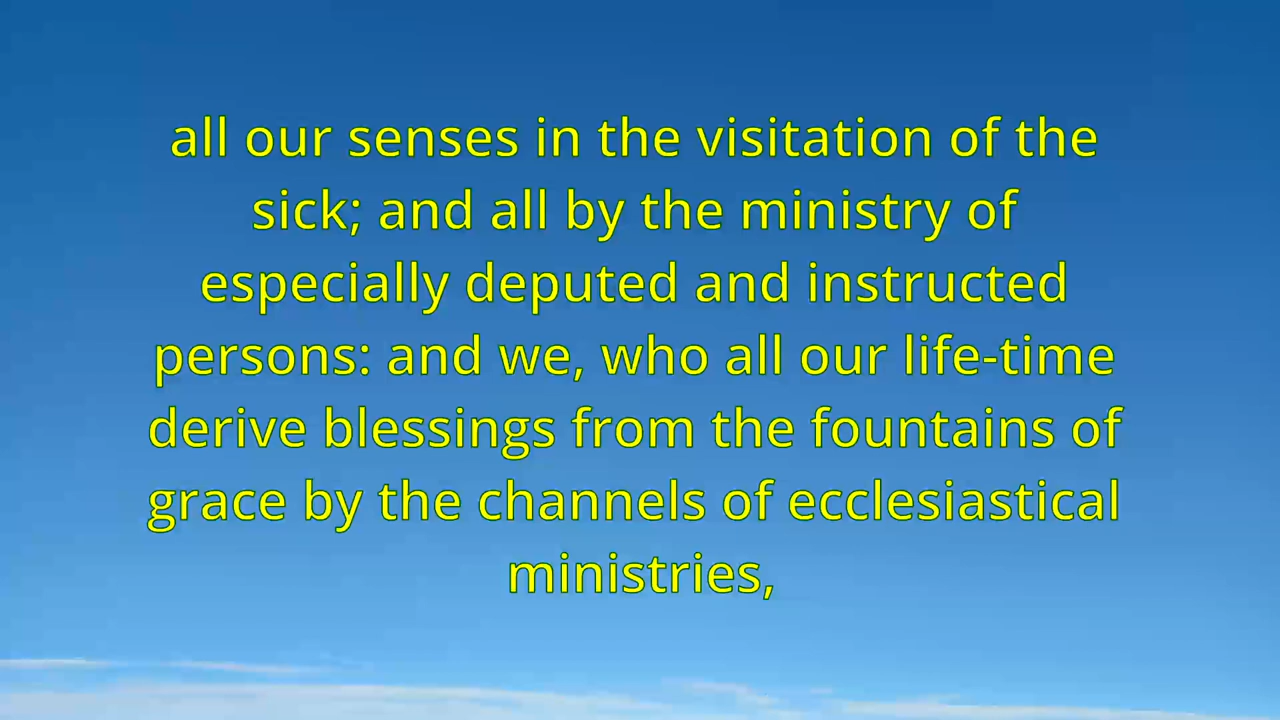 all our senses in the visitation of the
sick; and all by the ministry of
especially deputed and instructed
persons: and we, who all our life-time
derive blessings from the fountains of
grace by the channels of ecclesiastical
ministries,